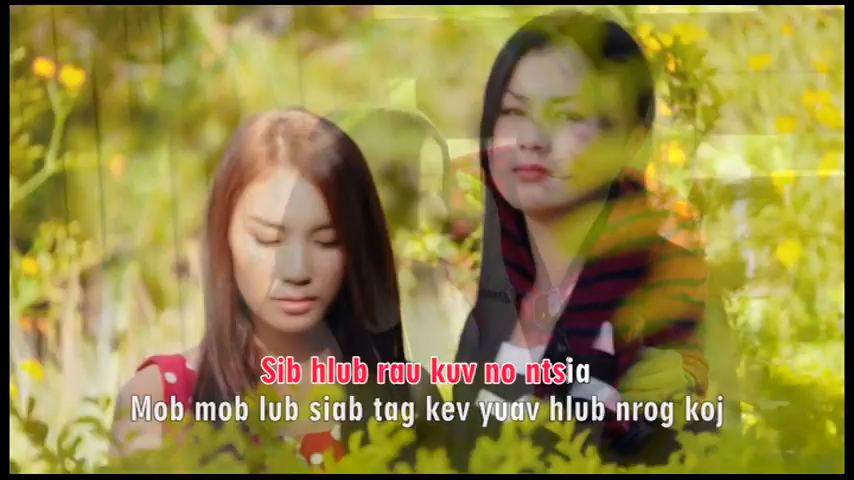 Sib hlub rau kuv no ntsia
Mob mob lub siab tag kev yuav hlub nrog koj